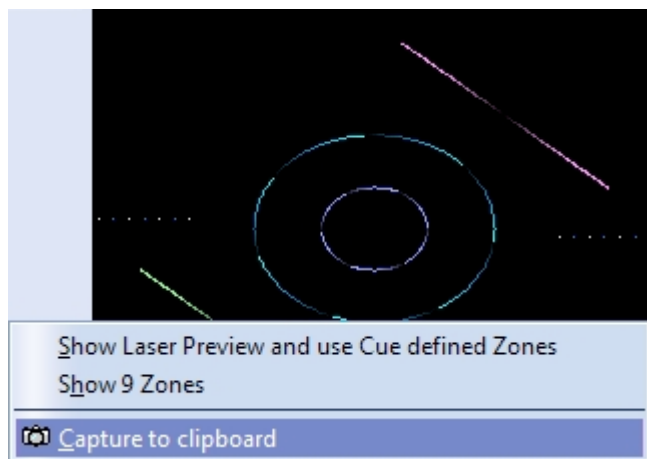 Show Laser Preview and use Cue defined Zones
Show 9 Zones
Capture to clipboard